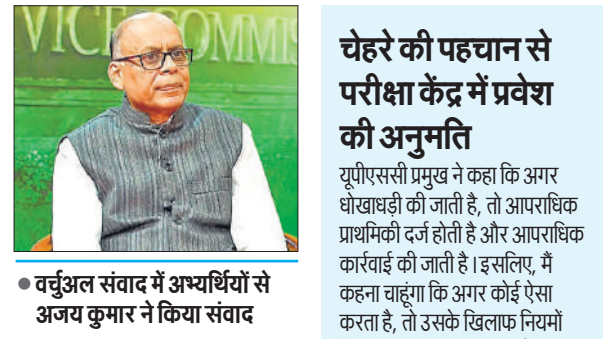 VICE COMMIS
वर्चुअल संवाद में अभ्यर्थियों से
अजय कुमार ने किया संवाद
चेहरे की पहचान से
परीक्षा केंद्र में प्रवेश
की अनुमति
यूपीएससी प्रमुख ने कहा कि अगर
धोखाधड़ी की जाती है, तो आपराधिक
प्राथमिकी दर्ज होती है और आपराधिक
कार्रवाई की जाती है। इसलिए, मैं
कहना चाहूंगा कि अगर कोई ऐसा
करता है, तो उसके खिलाफ नियमों